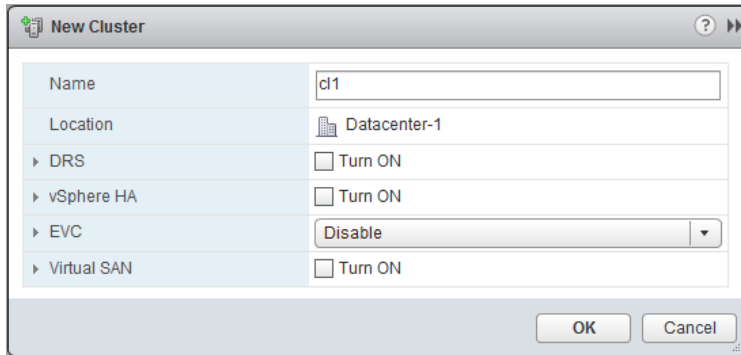 New Cluster
Name cl1
Location Datacenter-1
DRS Turn ON
vSphere HA Turn ON
EVC Disable
Virtual SAN Turn ON
OK Cancel